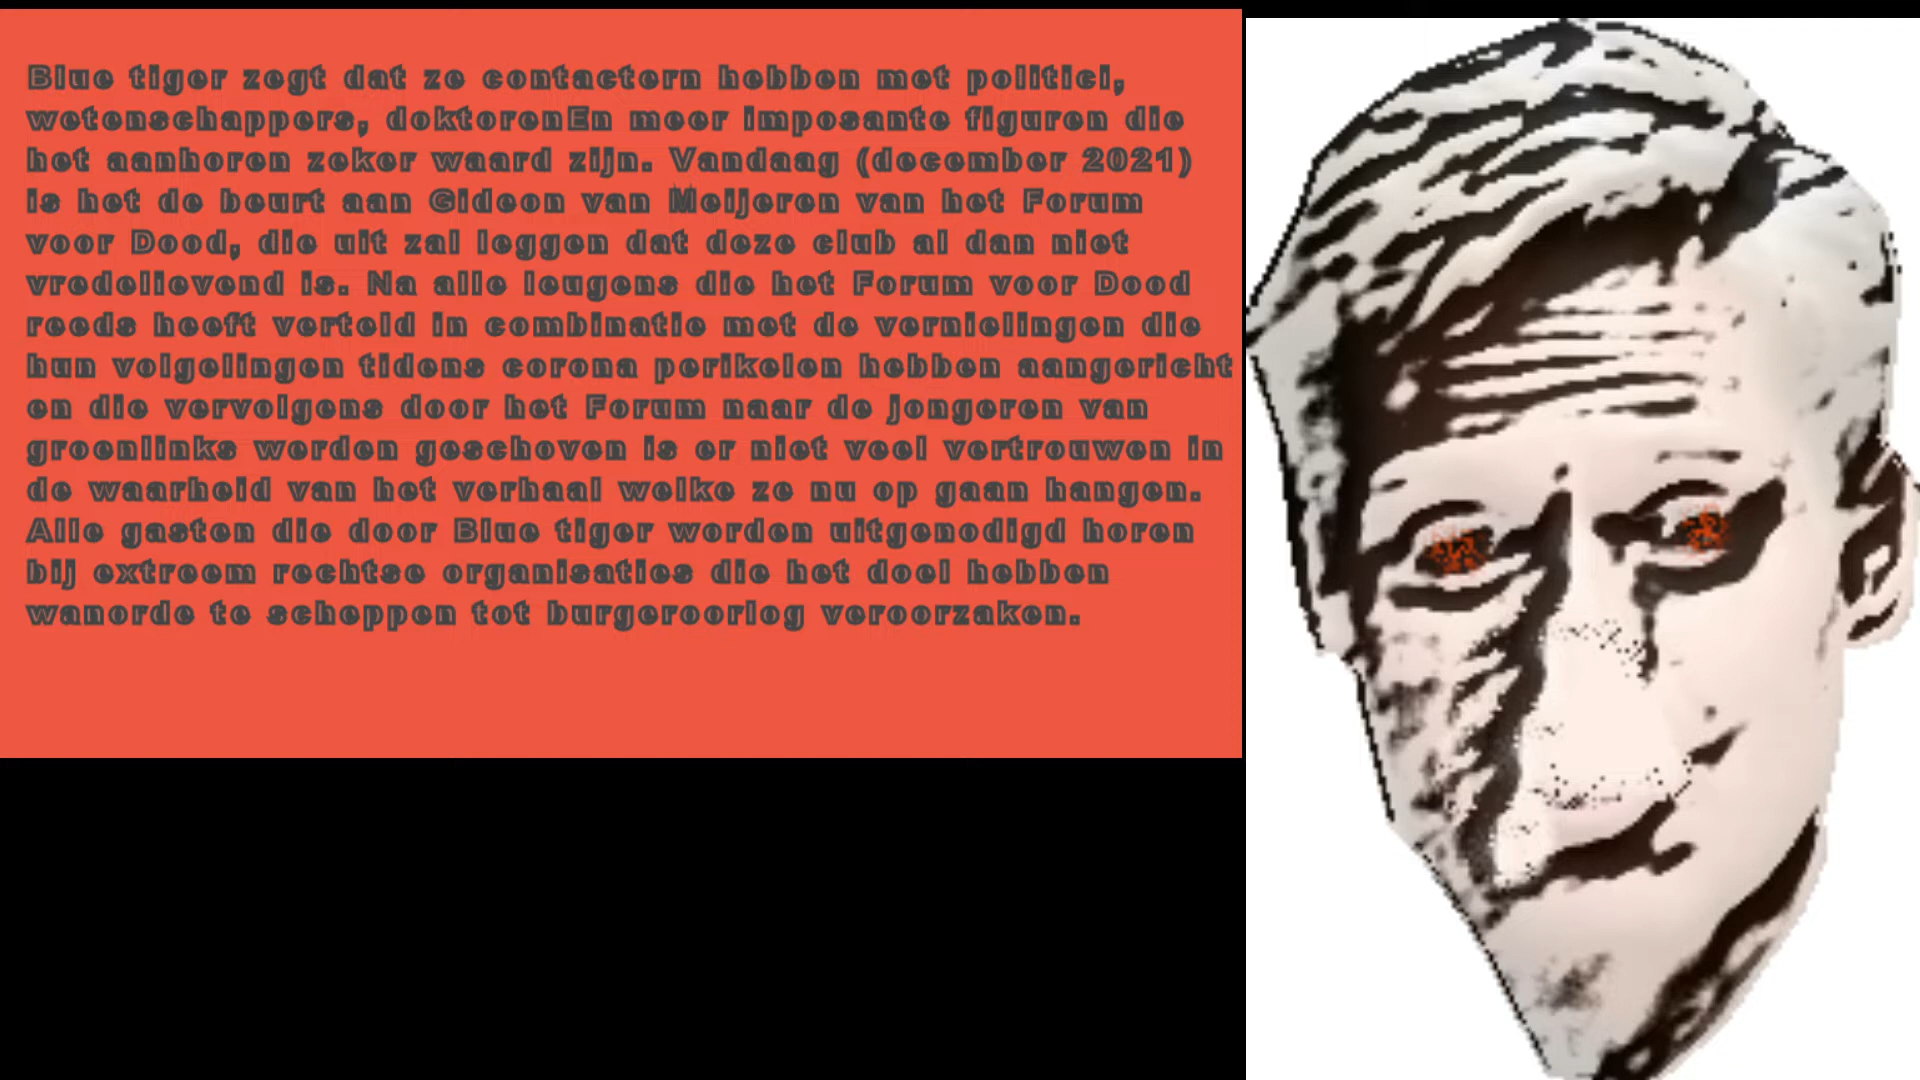 Blue tiger zegt dat ze contactern hebben met politici,
wetenschappers, doktorenEn meer imposante figuren die
het aanhoren zeker waard zijn. Vandaag (december 2021)
is het de beurt aan Gideon van Meijeren van het Forum
voor Dood, die uit zal leggen dat deze club al dan niet
vredelievend is. Na alle leugens die het Forum voor Dood
reeds heeft verteld in combinatie met de vernielingen die
hun volgelingen tidens corona perikelen hebben aangericht
en die vervolgens door het Forum naar de jongeren van
groenlinks werden geschoven is er niet veel vertrouwen in
de waarheid van het verhaal welke ze nu op gaan hangen.
Alle gasten die door Blue tiger worden uitgenodigd horen
bij extreem rechtse organisaties die het doel hebben
wanorde te scheppen tot burgeroorlog veroorzaken.